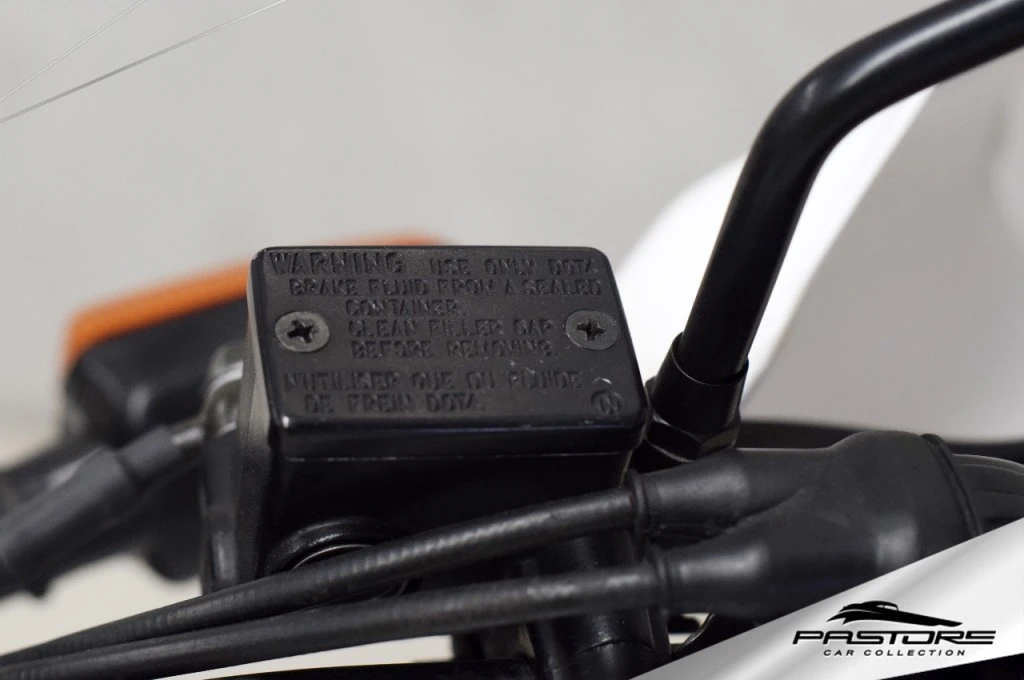 WARNING USE ONLY DOT4
BRAKE FLUID FROM A SEALED
CONTAINER.
CLEAN FILLER CAP
BEFORE REMOVING.
N'UTILISER QUE DU FLUIDE
DE FREIN DOT4.
PASTORE
CAR COLLECTION